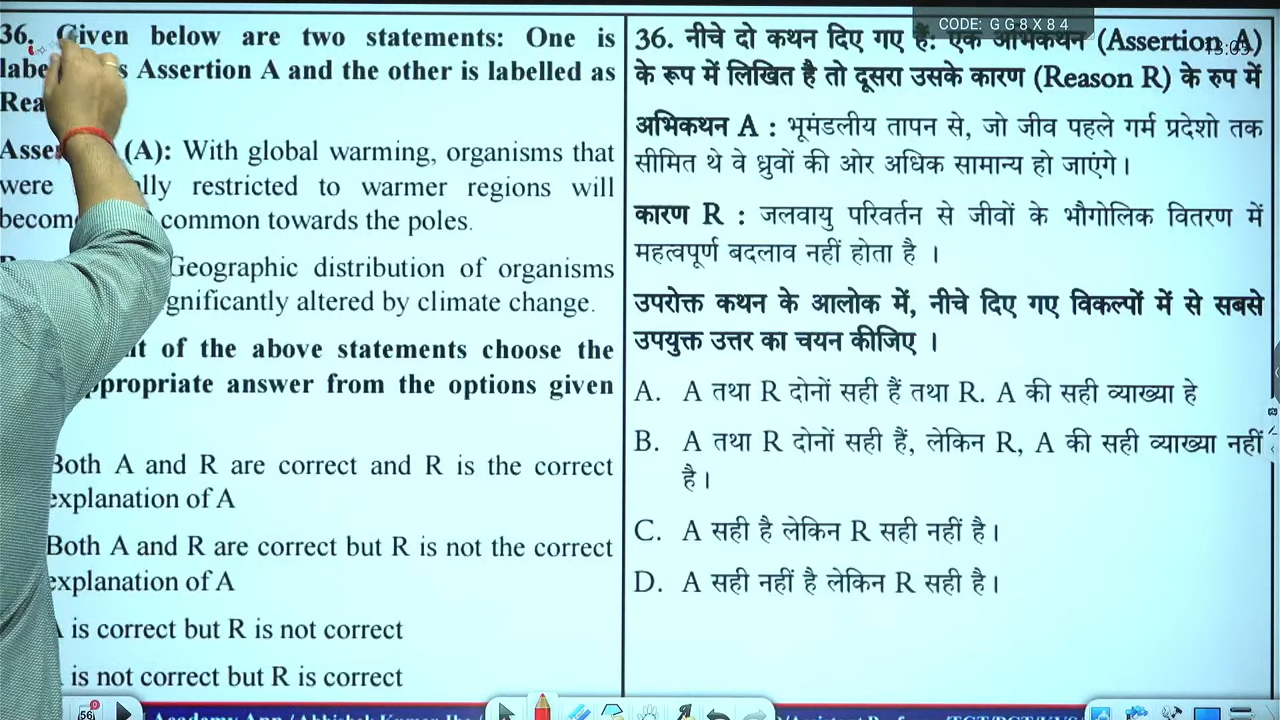 CODE: G G 8 X 8 4
36. Given below are two statements: One is
Assertion A and the other is labelled as
(A): With global warming, organisms that
were restricted to warmer regions will
common towards the poles.
Geographic distribution of organisms
altered by climate change.
of the above statements choose the
answer from the options given
Both A and R are correct and R is the correct
explanation of A
Both A and R are correct but R is not the correct
explanation of A
is correct but R is not correct
is not correct but R is correct
36. नीचे दो कथन दिए गए हैं: एक अभिकथन (Assertion A)
के रूप में लिखित है तो दूसरा उसके कारण (Reason R) के रुप में
अभिकथन A : भूमंडलीय तापन से, जो जीव पहले गर्म प्रदेशो तक
सीमित थे वे ध्रुवों की ओर अधिक सामान्य हो जाएंगे।
कारण R : जलवायु परिवर्तन से जीवों के भौगोलिक वितरण में
महत्वपूर्ण बदलाव नहीं होता है ।
उपरोक्त कथन के आलोक में, नीचे दिए गए विकल्पों में से सबसे
उपयुक्त उत्तर का चयन कीजिए ।
A. A तथा R दोनों सही हैं तथा R. A की सही व्याख्या हे
B. A तथा R दोनों सही हैं, लेकिन R, A की सही व्याख्या नहीं
है।
C. A सही है लेकिन R सही नहीं है।
D. A सही नहीं है लेकिन R सही है।
56